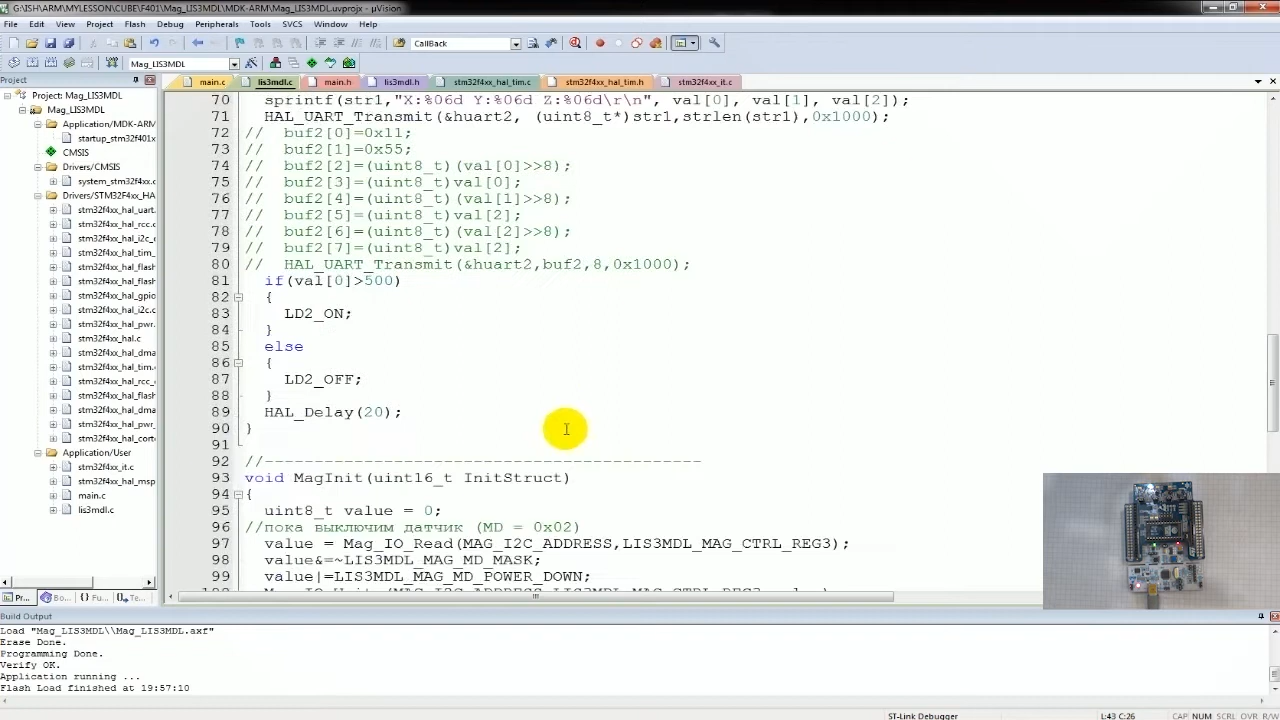 G:\ISH\ARM\MYLESSON\CUBE\F401\Mag_LIS3MDL\MDK-ARM\Mag_LIS3MDL.uvprojx - µVision
File Edit View Project Flash Debug Peripherals Tools SVCS Window Help
CallBack
Mag_LIS3MDL
Project
main.c lis3mdl.c main.h lis3mdl.h stm32f4xx_hal_tim.c stm32f4xx_hal_tim.h stm32f4xx_it.c
Project: Mag_LIS3MDL
Mag_LIS3MDL
Application/MDK-ARM
startup_stm32f401x
CMSIS
Drivers/CMSIS
system_stm32f4xx.c
Drivers/STM32F4xx_HA
stm32f4xx_hal_uart.
stm32f4xx_hal_rcc.c
stm32f4xx_hal_i2c_e
stm32f4xx_hal_tim_
stm32f4xx_hal_flash
stm32f4xx_hal_flash
stm32f4xx_hal_gpio
stm32f4xx_hal_i2c.c
stm32f4xx_hal_pwr.
stm32f4xx_hal.c
stm32f4xx_hal_dma
stm32f4xx_hal_tim.c
stm32f4xx_hal_rcc_e
stm32f4xx_hal_flash
stm32f4xx_hal_dma
stm32f4xx_hal_pwr_
stm32f4xx_hal_corte
Application/User
stm32f4xx_it.c
stm32f4xx_hal_msp
main.c
lis3mdl.c
Pr... Bo... {} Fu... Te...
70 sprintf(str1,"X:%06d Y:%06d Z:%06d\r\n", val[0], val[1], val[2]);
71 HAL_UART_Transmit(&huart2, (uint8_t*)str1,strlen(str1),0x1000);
72 // buf2[0]=0x11;
73 // buf2[1]=0x55;
74 // buf2[2]=(uint8_t)(val[0]>>8);
75 // buf2[3]=(uint8_t)val[0];
76 // buf2[4]=(uint8_t)(val[1]>>8);
77 // buf2[5]=(uint8_t)val[2];
78 // buf2[6]=(uint8_t)(val[2]>>8);
79 // buf2[7]=(uint8_t)val[2];
80 // HAL_UART_Transmit(&huart2,buf2,8,0x1000);
81 if(val[0]>500)
82 {
83 LD2_ON;
84 }
85 else
86 {
87 LD2_OFF;
88 }
89 HAL_Delay(20);
90 }
91
92 //------------------------------------------
93 void MagInit(uint16_t InitStruct)
94 {
95 uint8_t value = 0;
96 //пока выключим датчик (MD = 0x02)
97 value = Mag_IO_Read(MAG_I2C_ADDRESS,LIS3MDL_MAG_CTRL_REG3);
98 value&=~LIS3MDL_MAG_MD_MASK;
99 value|=LIS3MDL_MAG_MD_POWER_DOWN;
Build Output
Load "Mag_LIS3MDL\\Mag_LIS3MDL.axf"
Erase Done.
Programming Done.
Verify OK.
Application running ...
Flash Load finished at 19:57:10
ST-Link Debugger L:43 C:26 CAP NUM SCRL OVR R/W